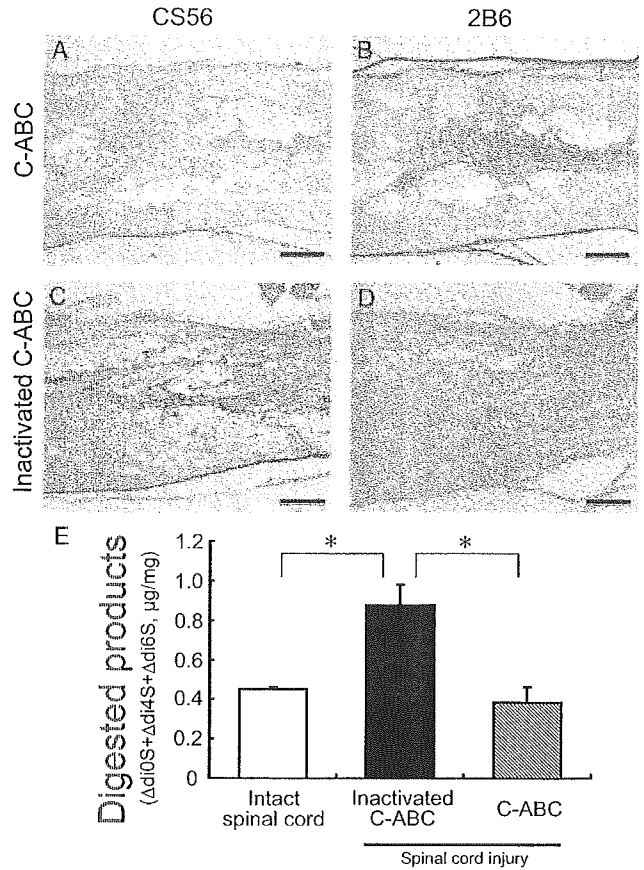 CS56
2B6
C-ABC
A
B
Inactivated C-ABC
C
D
E
Digested products
(Δdi0S+Δdi4S+Δdi6S, µg/mg)
1.2
1.0
0.8
0.6
0.4
0.2
0
*
*
Intact
spinal cord
Inactivated
C-ABC
C-ABC
Spinal cord injury